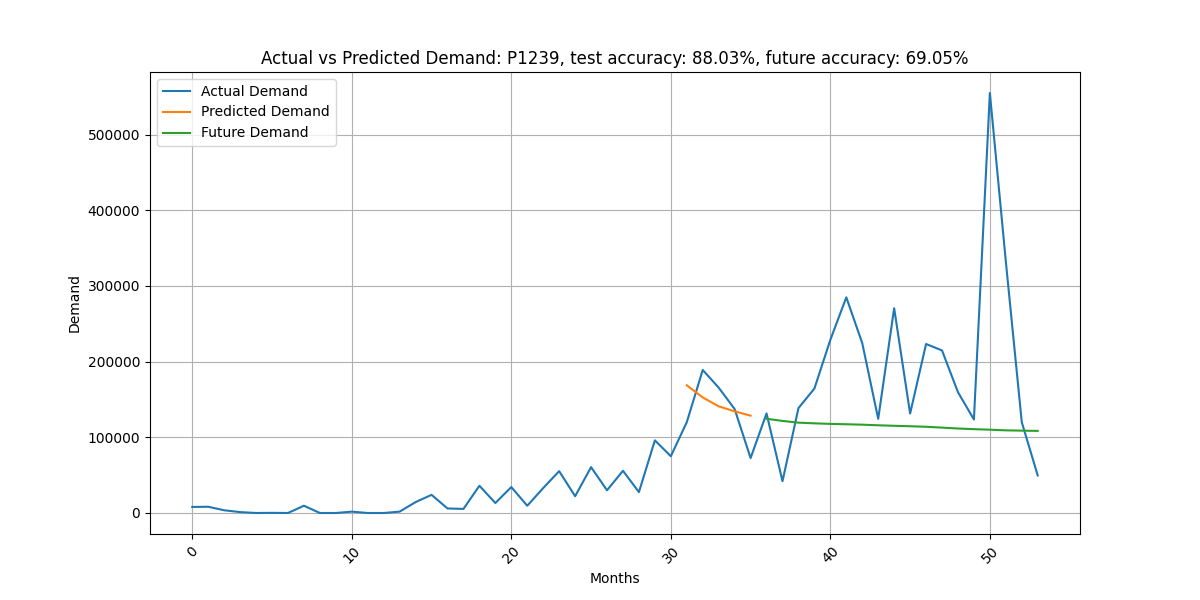 Actual vs Predicted Demand: P1239, test accuracy: 88.03%, future accuracy: 69.05%
Actual Demand
Predicted Demand
Future Demand
500000
400000
300000
200000
100000
0
Demand
0 10 20 30 40 50
Months